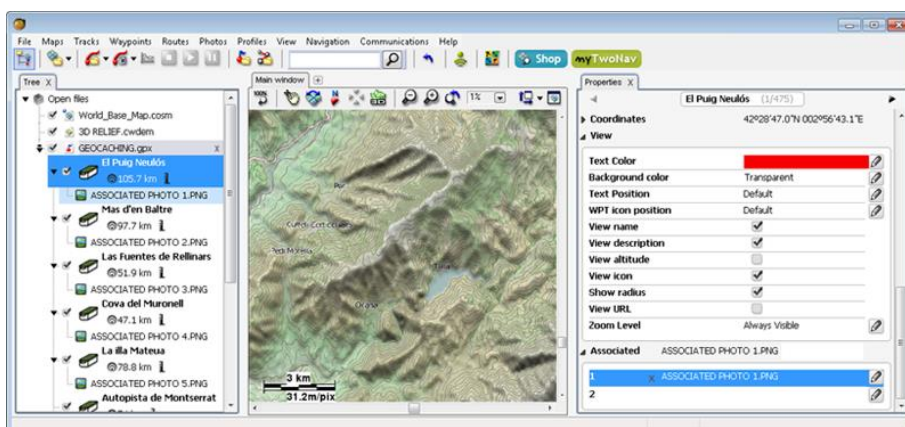 File Maps Tracks Waypoints Routes Photos Profiles View Navigation Communications Help
Shop
myTwoNav
Tree X
Open files
World_Base_Map.cosm
3D RELIEF.cwdem
GEOCACHING.gpx x
El Puig Neulós
105.7 km
ASSOCIATED PHOTO 1.PNG
Mas d'en Baltre
97.7 km
ASSOCIATED PHOTO 2.PNG
Las Fuentes de Rellinars
51.9 km
ASSOCIATED PHOTO 3.PNG
Cova del Muronell
47.1 km
ASSOCIATED PHOTO 4.PNG
La illa Mateua
78.8 km
ASSOCIATED PHOTO 5.PNG
Autopista de Montserrat
Main window
100%
1%
3 km
31.2m/pix
Properties X
El Puig Neulós (1/475)
Coordinates 42º28'47.0"N 002º56'43.1"E
View
Text Color
Background color Transparent
Text Position Default
WPT icon position Default
View name
View description
View altitude
View icon
Show radius
View URL
Zoom Level Always Visible
Associated ASSOCIATED PHOTO 1.PNG
1 x ASSOCIATED PHOTO 1.PNG
2